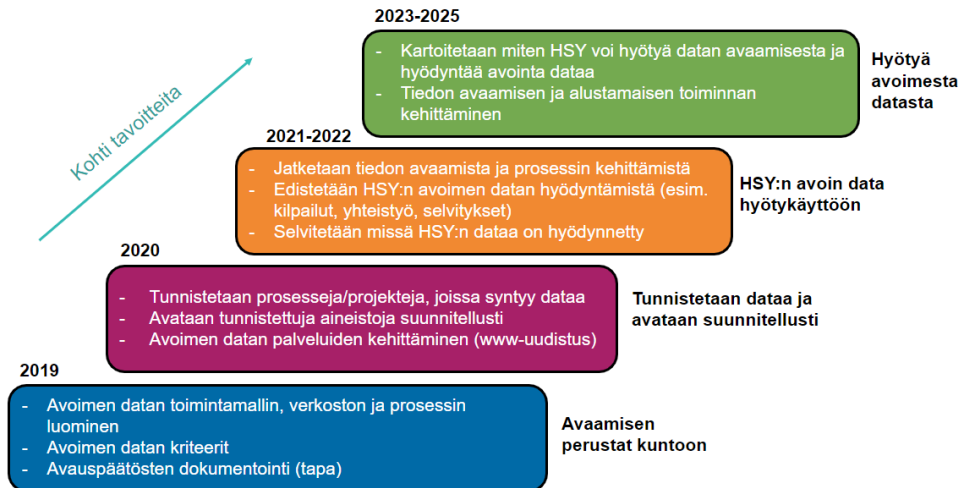 2023-2025
- Kartoitetaan miten HSY voi hyötyä datan avaamisesta ja
hyödyntää avointa dataa
- Tiedon avaamisen ja alustamaisen toiminnan
kehittäminen
Hyötyä
avoimesta
datasta
Kohti tavoitteita
2021-2022
- Jatketaan tiedon avaamista ja prosessin kehittämistä
- Edistetään HSY:n avoimen datan hyödyntämistä (esim.
kilpailut, yhteistyö, selvitykset)
- Selvitetään missä HSY:n dataa on hyödynnetty
HSY:n avoin data
hyötykäyttöön
2020
- Tunnistetaan prosesseja/projekteja, joissa syntyy dataa
- Avataan tunnistettuja aineistoja suunnitellusti
- Avoimen datan palveluiden kehittäminen (www-uudistus)
Tunnistetaan dataa ja
avataan suunnitellusti
2019
- Avoimen datan toimintamallin, verkoston ja prosessin
luominen
- Avoimen datan kriteerit
- Avauspäätösten dokumentointi (tapa)
Avaamisen
perustat kuntoon